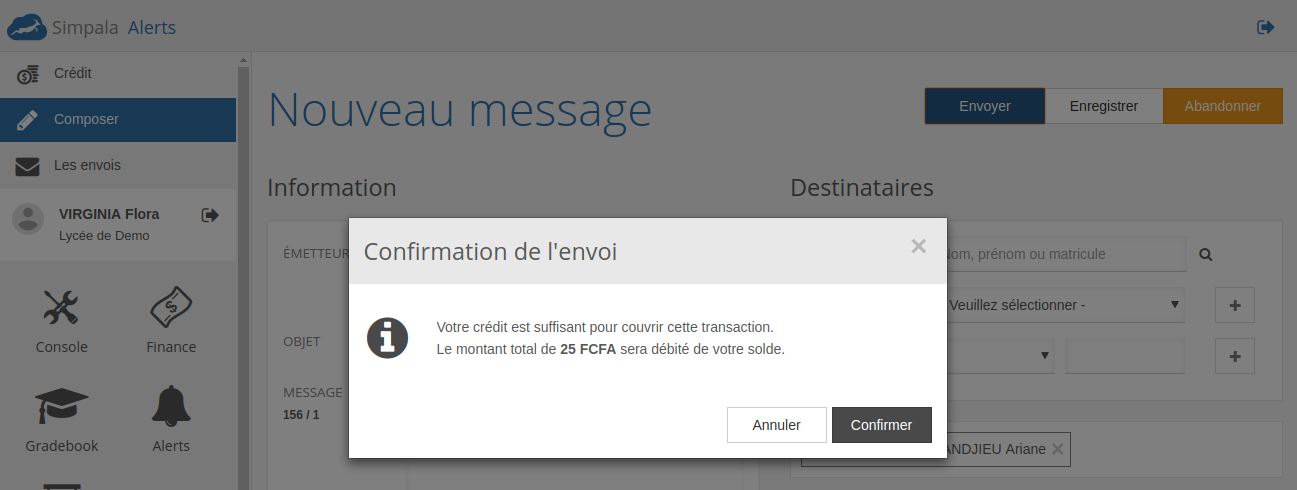 Simpala Alerts
Crédit
Composer
Les envois
VIRGINIA Flora
Lycée de Demo
Console
Finance
Gradebook
Alerts
Nouveau message
Envoyer
Enregistrer
Abandonner
Information
ÉMETTEUR
OBJET
MESSAGE
156 / 1
Destinataires
prénom ou matricule
Veuillez sélectionner -
Ariane
Confirmation de l'envoi
Votre crédit est suffisant pour couvrir cette transaction.
Le montant total de 25 FCFA sera débité de votre solde.
Annuler
Confirmer